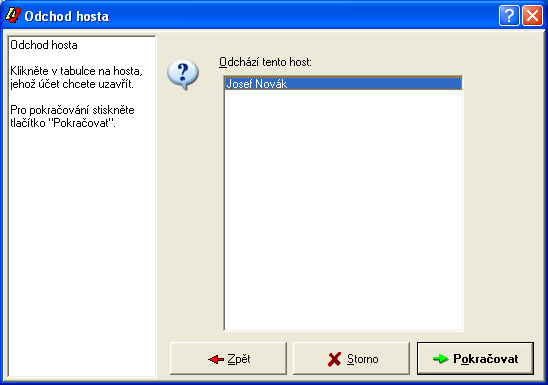 Odchod hosta
Odchod hosta
Klikněte v tabulce na hosta,
jehož účet chcete uzavřít.
Pro pokračování stiskněte
tlačítko "Pokračovat".
Odchází tento host:
Josef Novák
Zpět
Storno
Pokračovat